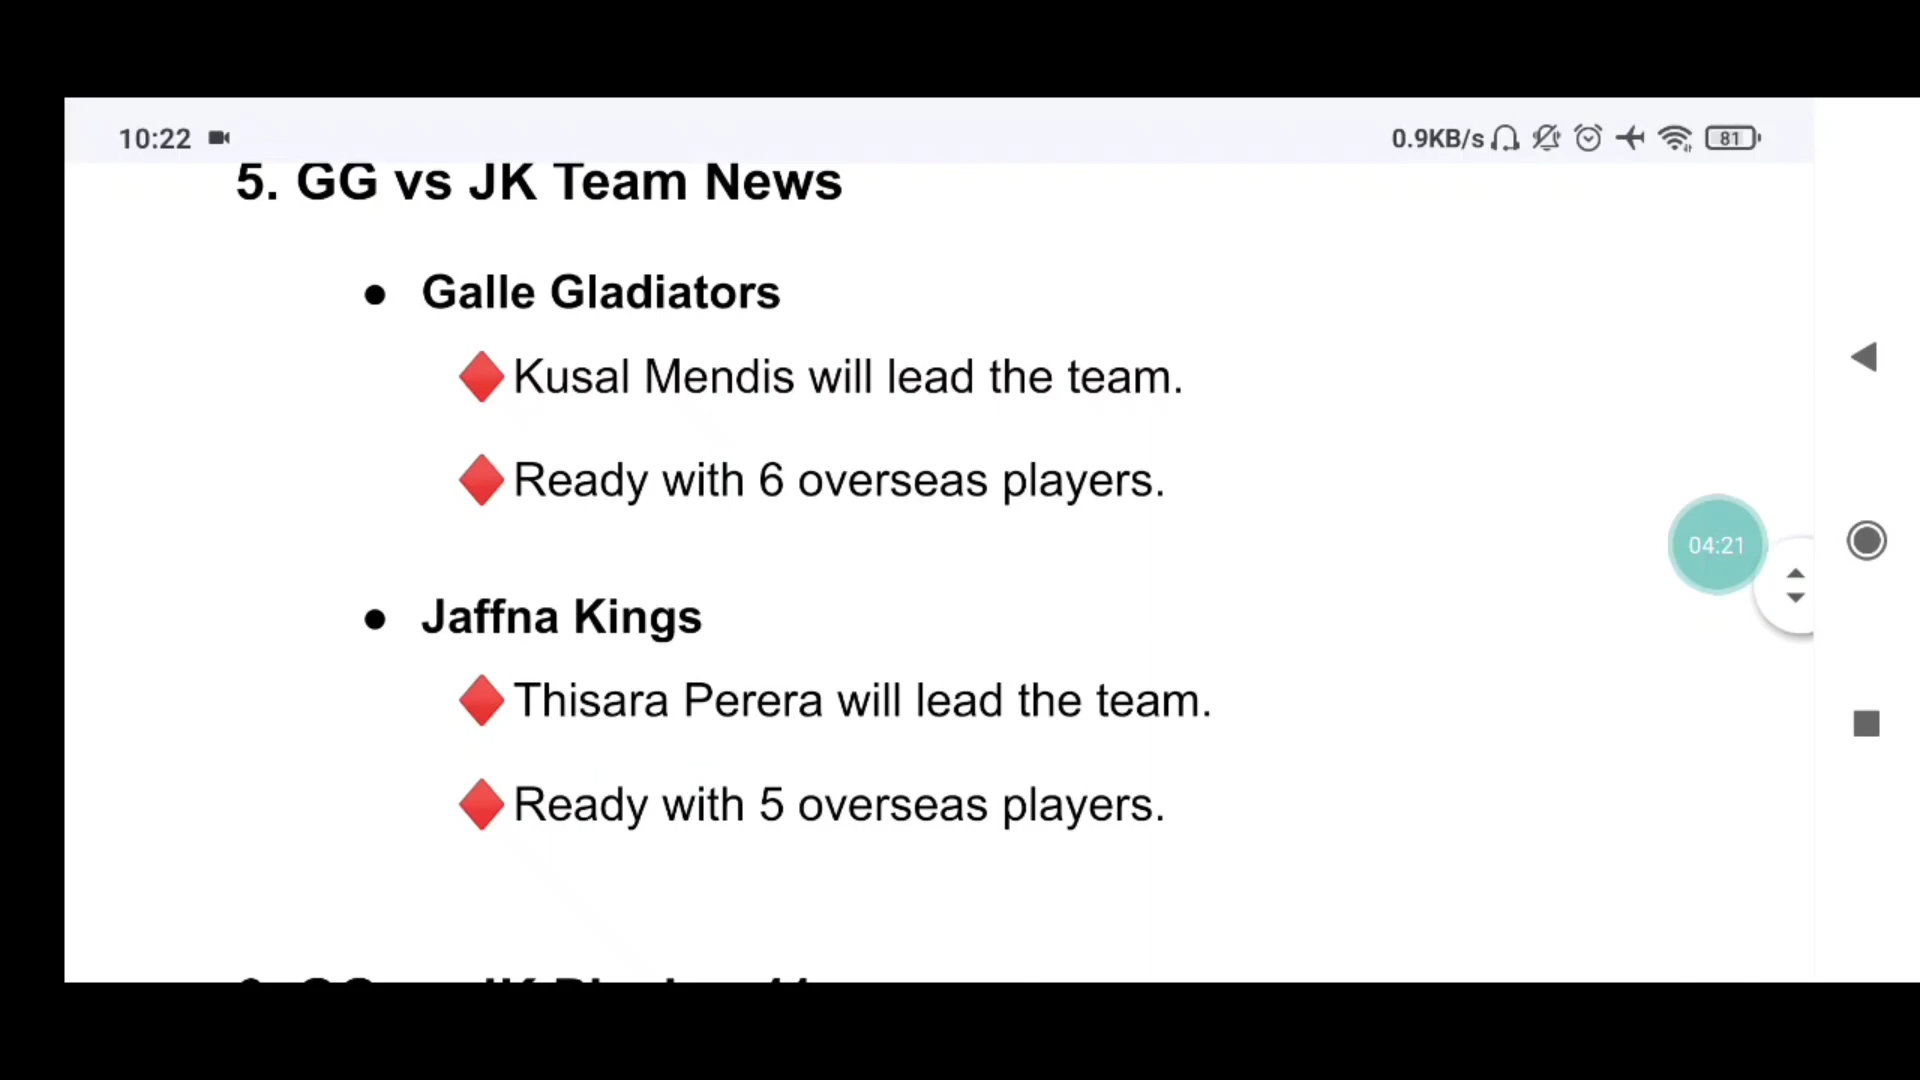 10:22
0.9KB/s
81
5. GG vs JK Team News
● Galle Gladiators
♦Kusal Mendis will lead the team.
♦Ready with 6 overseas players.
04:21
● Jaffna Kings
♦Thisara Perera will lead the team.
♦Ready with 5 overseas players.